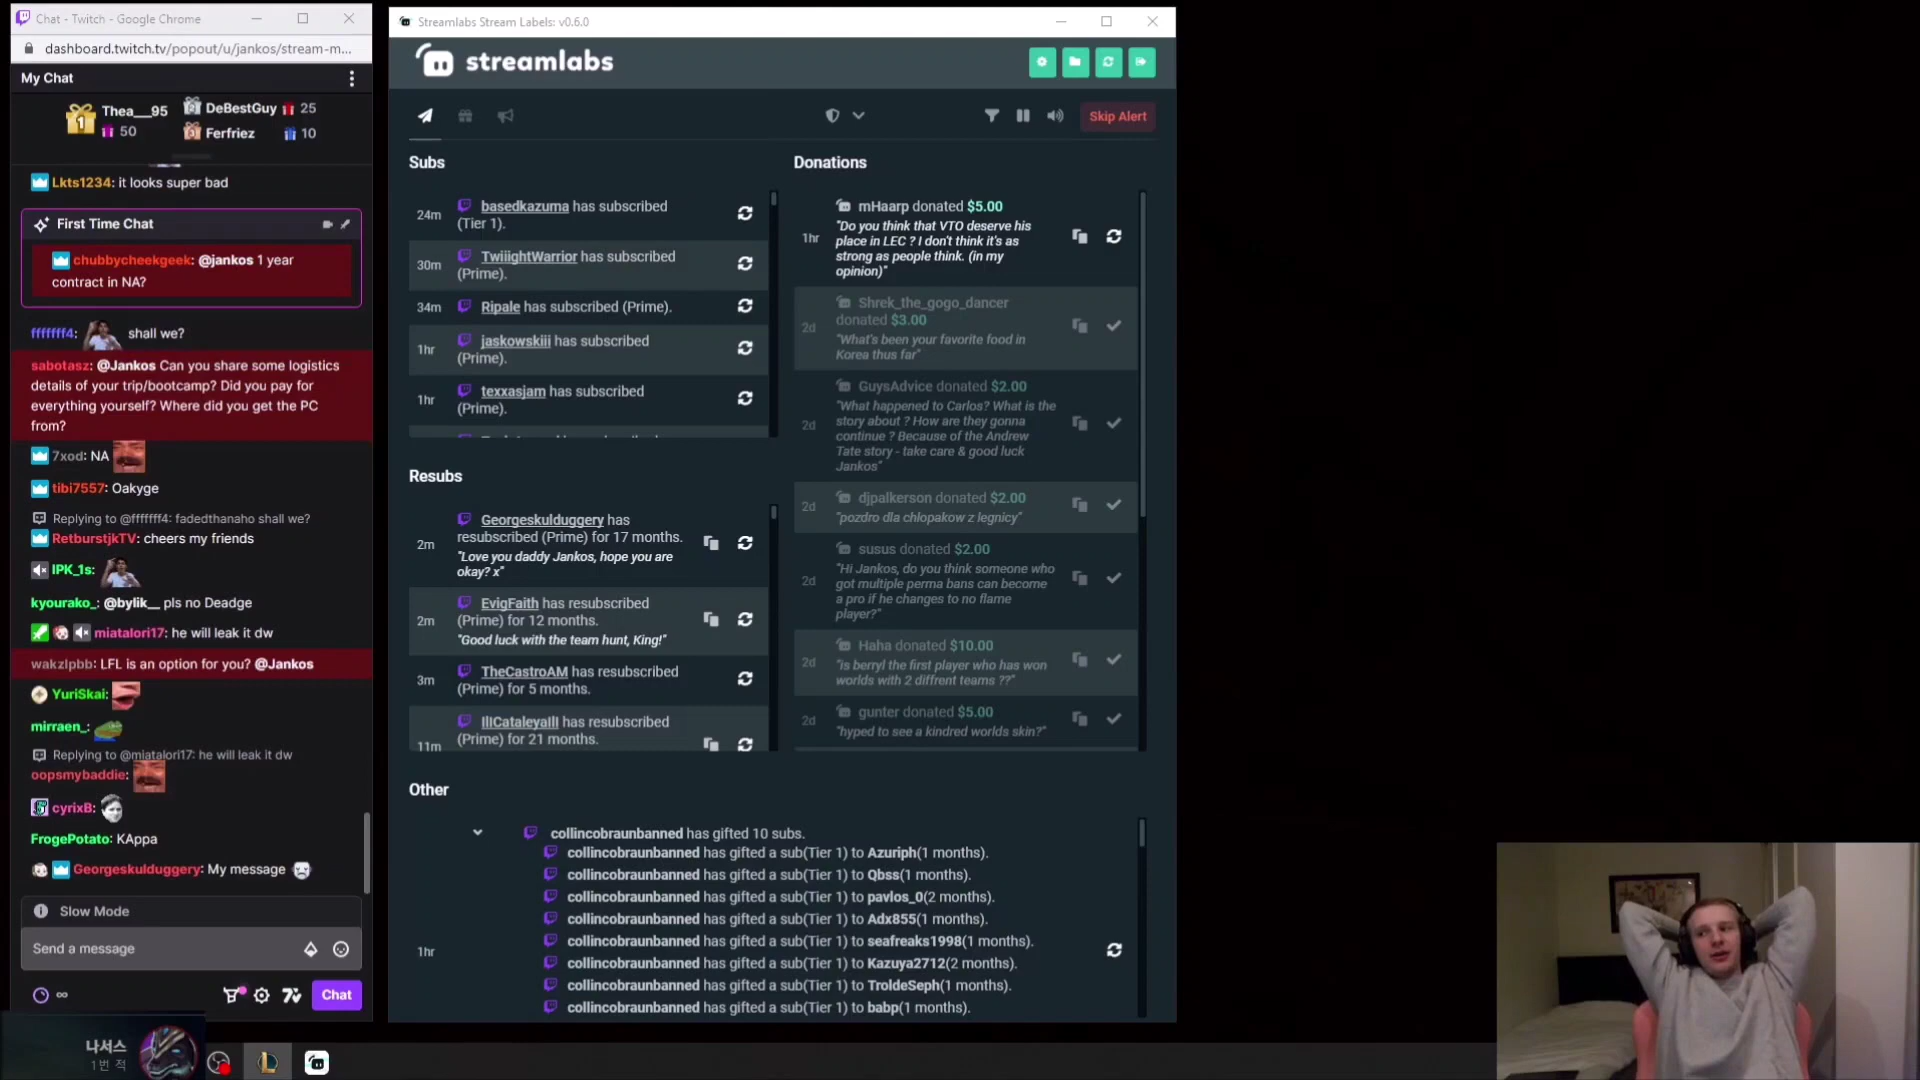 Chat - Twitch - Google Chrome
dashboard.twitch.tv/popout/u/jankos/stream-m...
My Chat
Thea__95
50
DeBestGuy 25
Ferfriez 10
Lkts1234: it looks super bad
First Time Chat
chubbycheekgeek: @jankos 1 year
contract in NA?
fffffff4: shall we?
sabotasz: @Jankos Can you share some logistics
details of your trip/bootcamp? Did you pay for
everything yourself? Where did you get the PC
from?
7xod: NA
tibi7557: Oakyge
Replying to @fffffff4: fadedthanaho shall we?
RetburstjkTV: cheers my friends
IPK_1s:
kyourako_: @bylik__ pls no Deadge
miatalori17: he will leak it dw
wakzlpbb: LFL is an option for you? @Jankos
YuriSkai:
mirraen_:
Replying to @miatalori17: he will leak it dw
oopsmybaddie:
cyrixB:
FrogePotato: KAppa
Georgeskulduggery: My message
Slow Mode
Send a message
Chat
나서스
1번 적
Streamlabs Stream Labels: v0.6.0
streamlabs
Skip Alert
Subs
24m
basedkazuma has subscribed
(Tier 1).
30m
TwiiightWarrior has subscribed
(Prime).
34m
Ripale has subscribed (Prime).
1hr
jaskowskiii has subscribed
(Prime).
1hr
texxasjam has subscribed
(Prime).
Resubs
2m
Georgeskulduggery has
resubscribed (Prime) for 17 months.
"Love you daddy Jankos, hope you are
okay? x"
2m
EvigFaith has resubscribed
(Prime) for 12 months.
"Good luck with the team hunt, King!"
3m
TheCastroAM has resubscribed
(Prime) for 5 months.
11m
IllCataleyaIlI has resubscribed
(Prime) for 21 months.
Donations
1hr
mHaarp donated $5.00
"Do you think that VTO deserve his
place in LEC ? I don't think it's as
strong as people think. (in my
opinion)"
2d
Shrek_the_gogo_dancer
donated $3.00
"What's been your favorite food in
Korea thus far"
2d
GuysAdvice donated $2.00
"What happened to Carlos? What is the
story about ? How are they gonna
continue ? Because of the Andrew
Tate story - take care & good luck
Jankos"
2d
djpalkerson donated $2.00
"pozdro dla chlopakow z legnicy"
2d
susus donated $2.00
"Hi Jankos, do you think someone who
got multiple perma bans can become
a pro if he changes to no flame
player?"
2d
Haha donated $10.00
"is berryl the first player who has won
worlds with 2 diffrent teams ??"
2d
gunter donated $5.00
"hyped to see a kindred worlds skin?"
Other
1hr
collincobraunbanned has gifted 10 subs.
collincobraunbanned has gifted a sub(Tier 1) to Azuriph(1 months).
collincobraunbanned has gifted a sub(Tier 1) to Qbss(1 months).
collincobraunbanned has gifted a sub(Tier 1) to pavlos_0(2 months).
collincobraunbanned has gifted a sub(Tier 1) to Adx855(1 months).
collincobraunbanned has gifted a sub(Tier 1) to seafreaks1998(1 months).
collincobraunbanned has gifted a sub(Tier 1) to Kazuya2712(2 months).
collincobraunbanned has gifted a sub(Tier 1) to TroldeSeph(1 months).
collincobraunbanned has gifted a sub(Tier 1) to babp(1 months).